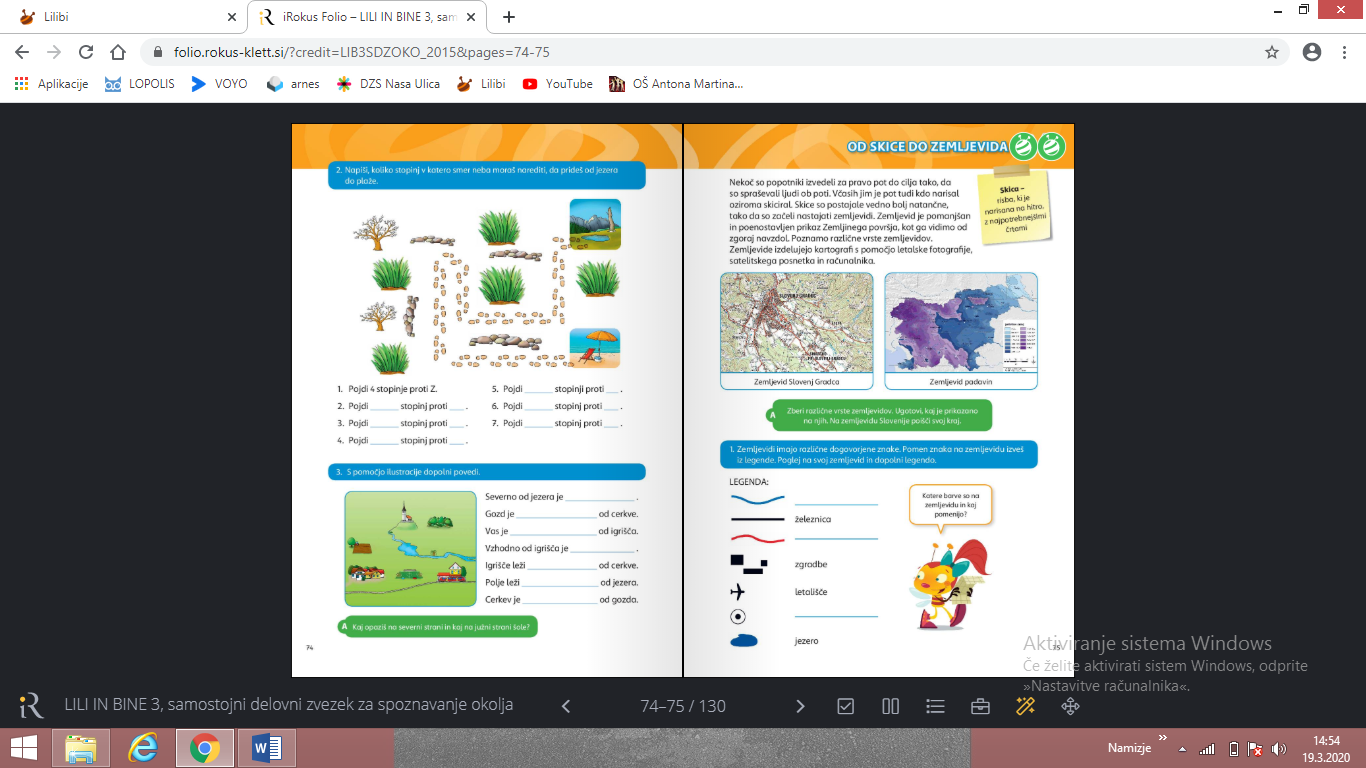 Lilibi
iRokus Folio – LILI IN BINE 3, sam
folio.rokus-klett.si/?credit=LIB3SDZOKO_2015&pages=74-75
Aplikacije LOPOLIS VOYO arnes DZS Nasa Ulica Lilibi YouTube OŠ Antona Martina...
2. Napiši, koliko stopinj v katero smer neba moraš narediti, da prideš od jezera
do plaže.
1. Pojdi 4 stopinje proti Z.
2. Pojdi ______ stopinj proti ___ .
3. Pojdi ______ stopinj proti ___ .
4. Pojdi ______ stopinj proti ___ .
5. Pojdi ______ stopinji proti ___ .
6. Pojdi ______ stopinj proti ___ .
7. Pojdi ______ stopinj proti ___ .
3. S pomočjo ilustracije dopolni povedi.
Severno od jezera je ______________ .
Gozd je ________________ od cerkve.
Vas je ________________ od igrišča.
Vzhodno od igrišča je ______________ .
Igrišče leži ______________ od cerkve.
Polje leži ________________ od jezera.
Cerkev je ________________ od gozda.
A Kaj opaziš na severni strani in kaj na južni strani šole?
74
OD SKICE DO ZEMLJEVIDA
Nekoč so popotniki izvedeli za pravo pot do cilja tako, da
so spraševali ljudi ob poti. Včasih jim je pot tudi kdo narisal
oziroma skiciral. Skice so postajale vedno bolj natančne,
tako da so začeli nastajati zemljevidi. Zemljevid je pomanjšan
in poenostavljen prikaz Zemljinega površja, kot ga vidimo od
zgoraj navzdol. Poznamo različne vrste zemljevidov.
Zemljevide izdelujejo kartografi s pomočjo letalske fotografije,
satelitskega posnetka in računalnika.
Skica –
risba, ki je
narisana na hitro,
z najpotrebnejšimi
črtami
SLOVENJ GRADEC
Zemljevid Slovenj Gradca
Zemljevid padavin
A Zberi različne vrste zemljevidov. Ugotovi, kaj je prikazano
na njih. Na zemljevidu Slovenije poišči svoj kraj.
1. Zemljevidi imajo različne dogovorjene znake. Pomen znaka na zemljevidu izveš
iz legende. Poglej na svoj zemljevid in dopolni legendo.
LEGENDA:
železnica
zgradbe
letališče
jezero
Katere barve so na
zemljevidu in kaj
pomenijo?
75
Aktiviranje sistema Windows
Če želite aktivirati sistem Windows, odprite
»Nastavitve računalnika«.
LILI IN BINE 3, samostojni delovni zvezek za spoznavanje okolja
74–75 / 130
Namizje
14:54
19.3.2020